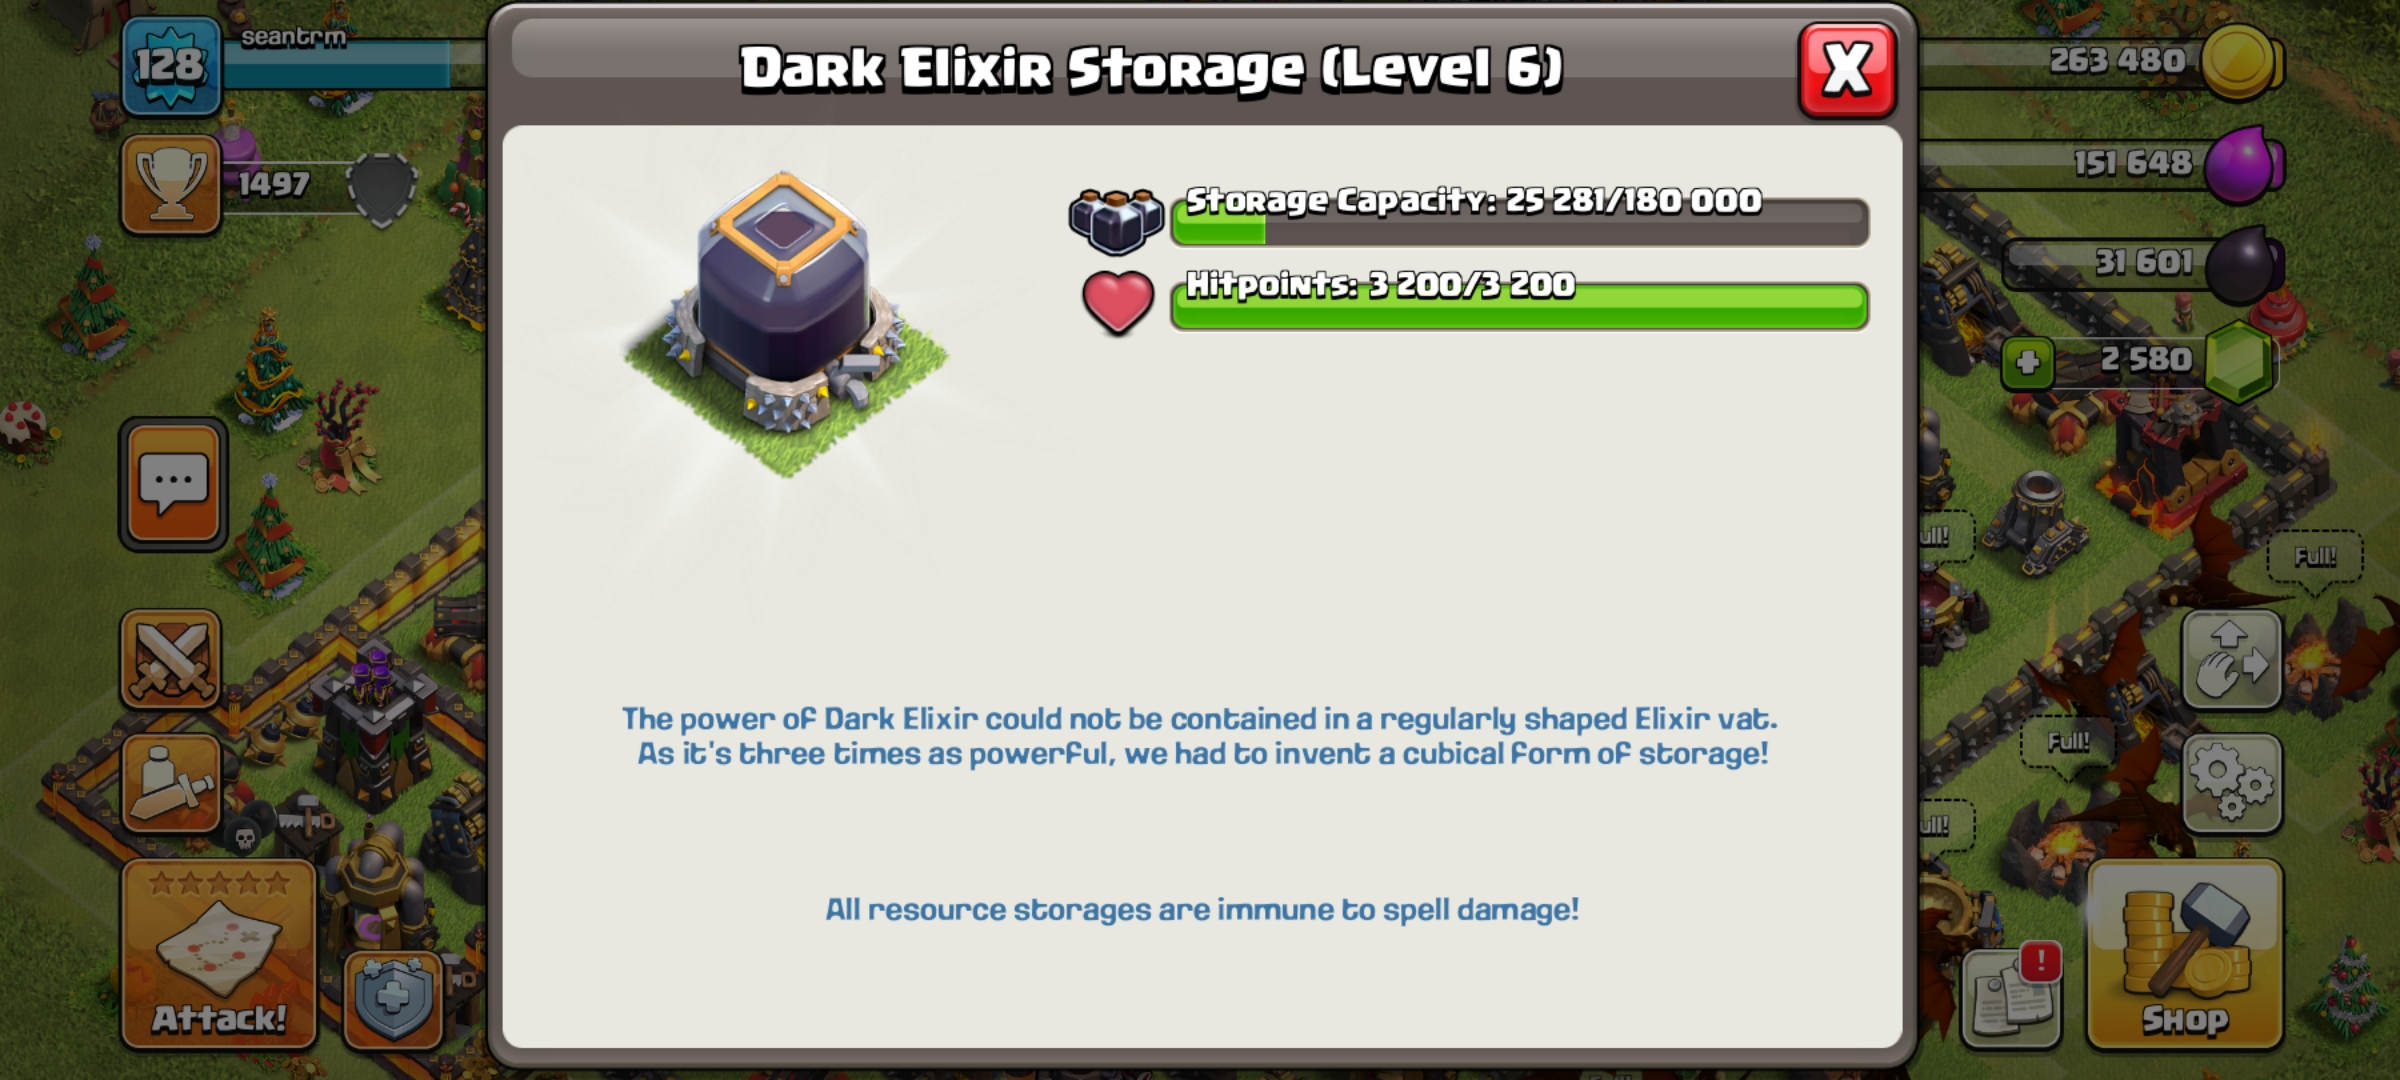 seantrm
128
Dark Elixir Storage (Level 6)
X
263 480
1497
151 648
Storage Capacity: 25 281/180 000
31 601
Hitpoints: 3 200/3 200
2 580
Full!
The power of Dark Elixir could not be contained in a regularly shaped Elixir vat.
As it's three times as powerful, we had to invent a cubical form of storage!
Full!
All resource storages are immune to spell damage!
!
Attack!
Shop